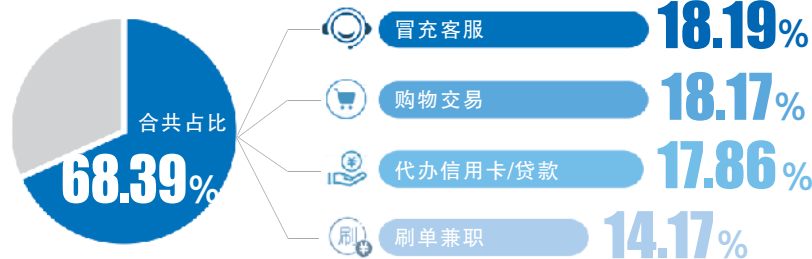 合共占比
68.39%
冒充客服 18.19%
购物交易 18.17%
代办信用卡/贷款 17.86%
刷 ¥ 刷单兼职 14.17%